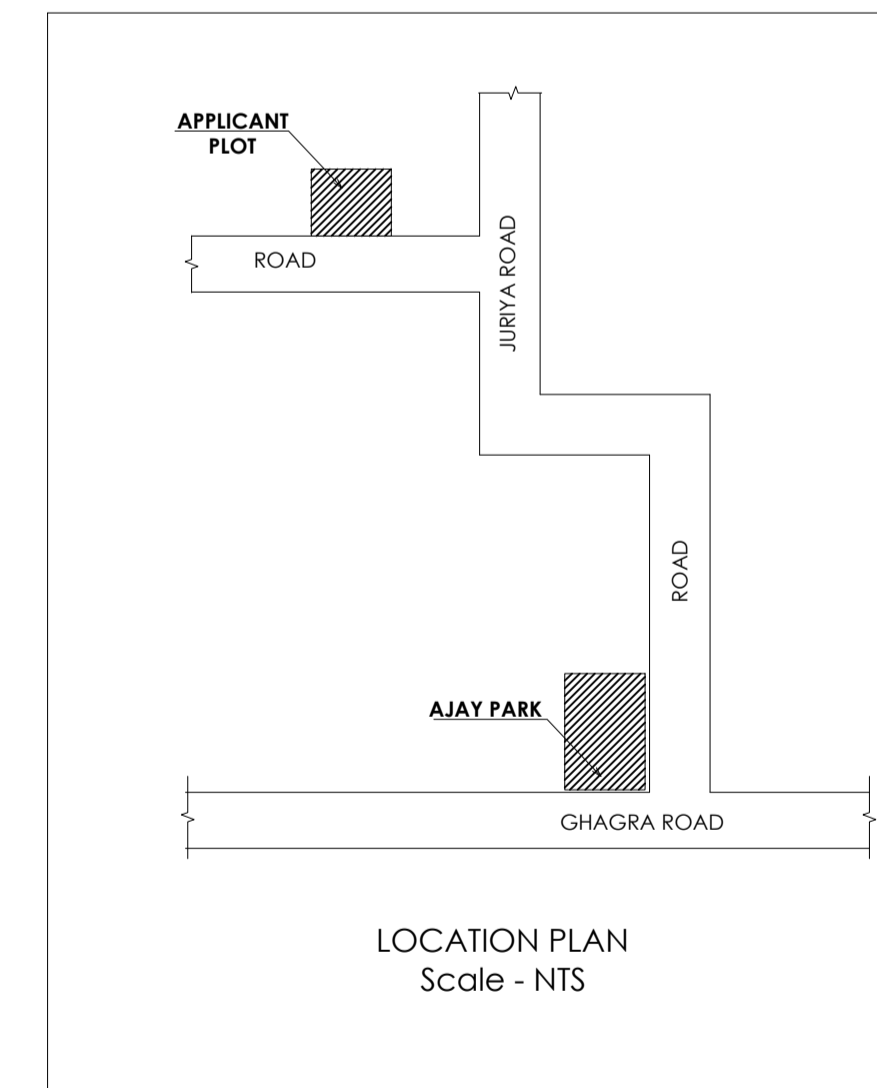 APPLICANT
PLOT
ROAD
JURIYA ROAD
ROAD
AJAY PARK
GHAGRA ROAD
LOCATION PLAN
Scale - NTS